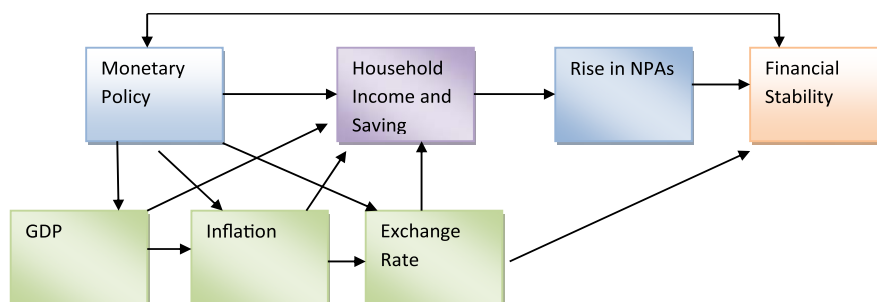 Monetary
Policy
Household
Income and
Saving
Rise in NPAs
Financial
Stability
GDP
Inflation
Exchange
Rate